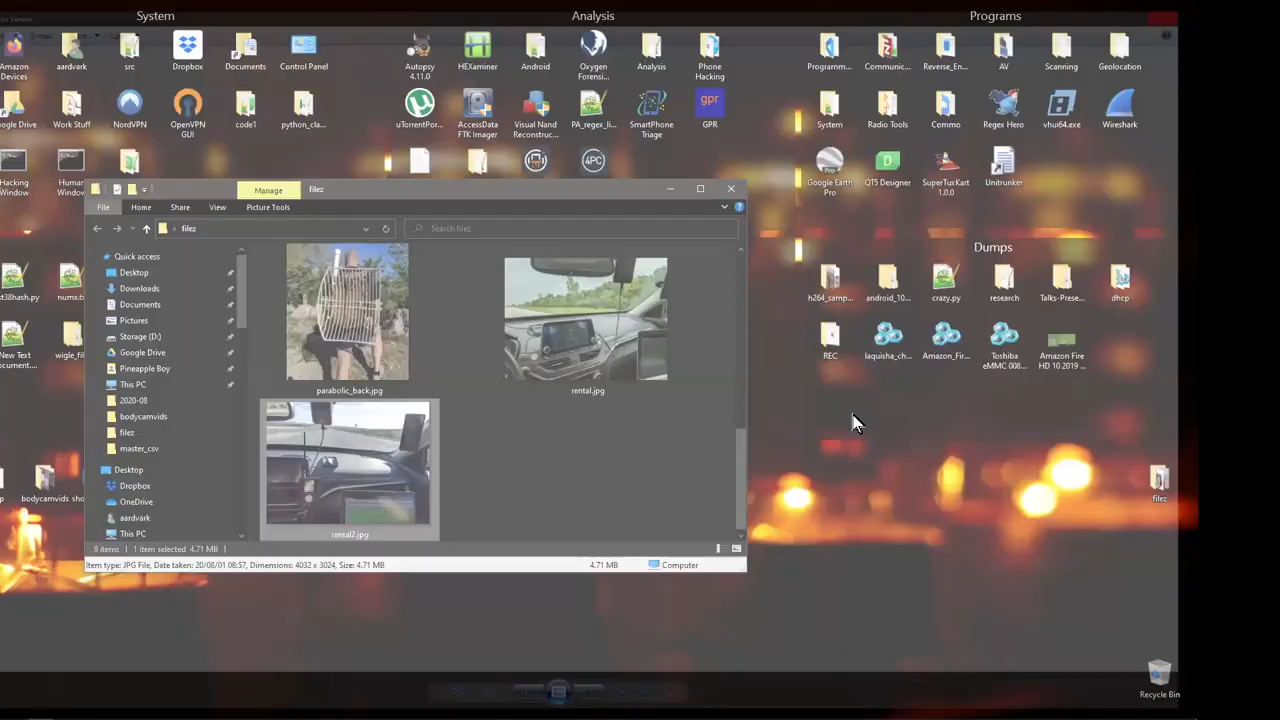 System
Analysis
Programs
Amazon Devices
aardvark
src
Dropbox
Documents
Control Panel
Autopsy 4.11.0
HEXaminer
Android
Oxygen Forensi...
Analysis
Phone Hacking
Programm...
Communic...
Reverse_En...
AV
Scanning
Geolocation
Work Stuff
NordVPN
OpenVPN GUI
code1
python_cla...
uTorrentPor...
AccessData FTK Imager
Visual Nand Reconstruc...
PA_regex_li...
SmartPhone Triage
gpr
GPR
System
Radio Tools
Commo
Regex Hero
vhui64.exe
Wireshark
4PC
Hacking Window
Google Earth Pro
QT5 Designer
SuperTuxKart 1.0.0
Unitrunker
Manage
filez
File
Home
Share
View
Picture Tools
filez
Search filez
Dumps
Quick access
Desktop
Downloads
Documents
Pictures
Storage (D:)
Google Drive
Pineapple Boy
This PC
2020-08
bodycamvids
filez
master_csv
Desktop
Dropbox
OneDrive
aardvark
This PC
parabolic_back.jpg
rental.jpg
rental2.jpg
h264_samp...
android_10...
crazy.py
research
Talks-Prese...
dhcp
REC
laquisha_ch...
Amazon_Fir...
Toshiba eMMC 008...
Amazon Fire HD 10 2019 ...
New Text Document....
wigle_fil
bodycamvids
filez
9 items
1 item selected 4.71 MB
Item type: JPG File, Date taken: 20/08/01 08:57, Dimensions: 4032 x 3024, Size: 4.71 MB
4.71 MB
Computer
Recycle Bin